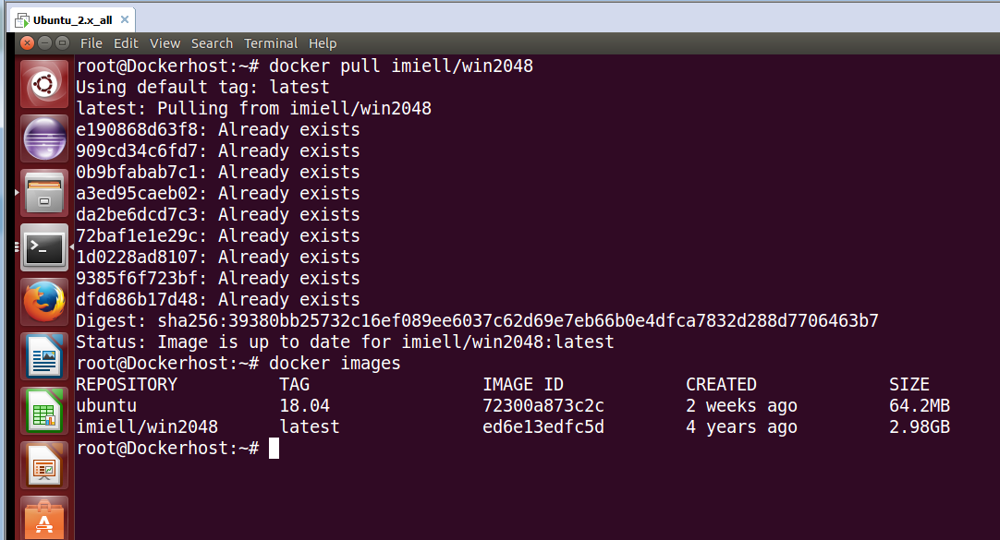 Ubuntu_2.x_all
File Edit View Search Terminal Help
root@Dockerhost:~# docker pull imiell/win2048
Using default tag: latest
latest: Pulling from imiell/win2048
e190868d63f8: Already exists
909cd34c6fd7: Already exists
0b9bfabab7c1: Already exists
a3ed95caeb02: Already exists
da2be6dcd7c3: Already exists
72baf1e1e29c: Already exists
1d0228ad8107: Already exists
9385f6f723bf: Already exists
dfd686b17d48: Already exists
Digest: sha256:39380bb25732c16ef089ee6037c62d69e7eb66b0e4dfca7832d288d7706463b7
Status: Image is up to date for imiell/win2048:latest
root@Dockerhost:~# docker images
REPOSITORY TAG IMAGE ID CREATED SIZE
ubuntu 18.04 72300a873c2c 2 weeks ago 64.2MB
imiell/win2048 latest ed6e13edfc5d 4 years ago 2.98GB
root@Dockerhost:~#